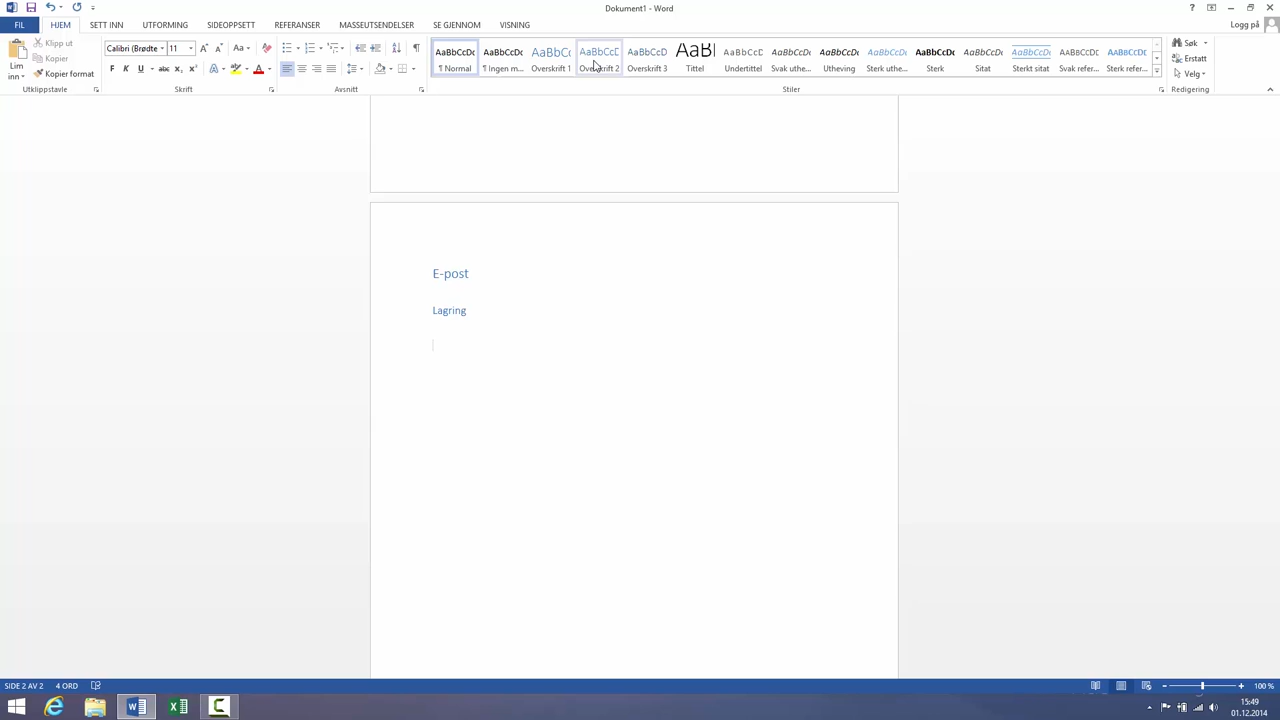 Dokument1 - Word
Logg på
FIL HJEM SETT INN UTFORMING SIDEOPPSETT REFERANSER MASSEUTSENDELSER SE GJENNOM VISNING
Lim inn
Klipp ut
Kopier
Kopier format
Utklippstavle
Calibri (Brødte 11
Skrift
Avsnitt
AaBbCcDc AaBbCcDc AaBbCc AaBbCcD AaBbCcD AaBl AaBbCcD AaBbCcDc AaBbCcDc AaBbCcDc AaBbCcDc AaBbCcDc AaBbCcDc AABBCCDC AABBCCDC
¶ Normal ¶ Ingen m... Overskrift 1 Overskrift 2 Overskrift 3 Tittel Undertittel Svak uthe... Utheving Sterk uthe... Sterk Sitat Sterkt sitat Svak refer... Sterk refer...
Stiler
Søk
Erstatt
Velg
Redigering
E-post
Lagring
SIDE 2 AV 2 4 ORD
100 %
15:49
01.12.2014